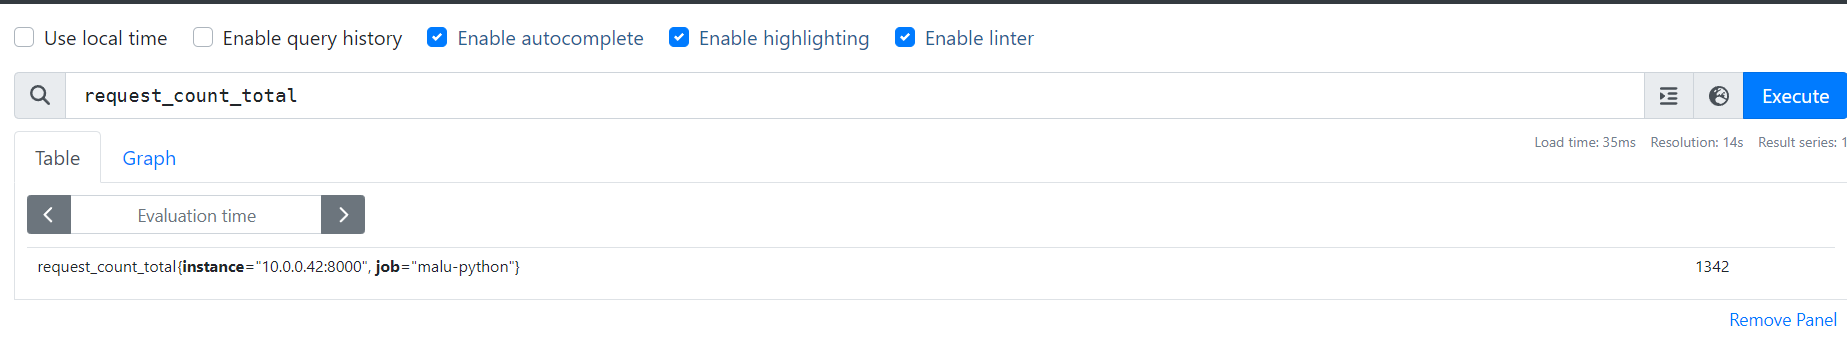 Use local time Enable query history Enable autocomplete Enable highlighting Enable linter
request_count_total Execute
Table Graph Load time: 35ms Resolution: 14s Result series: 1
Evaluation time
request_count_total{instance="10.0.0.42:8000", job="malu-python"} 1342
Remove Panel